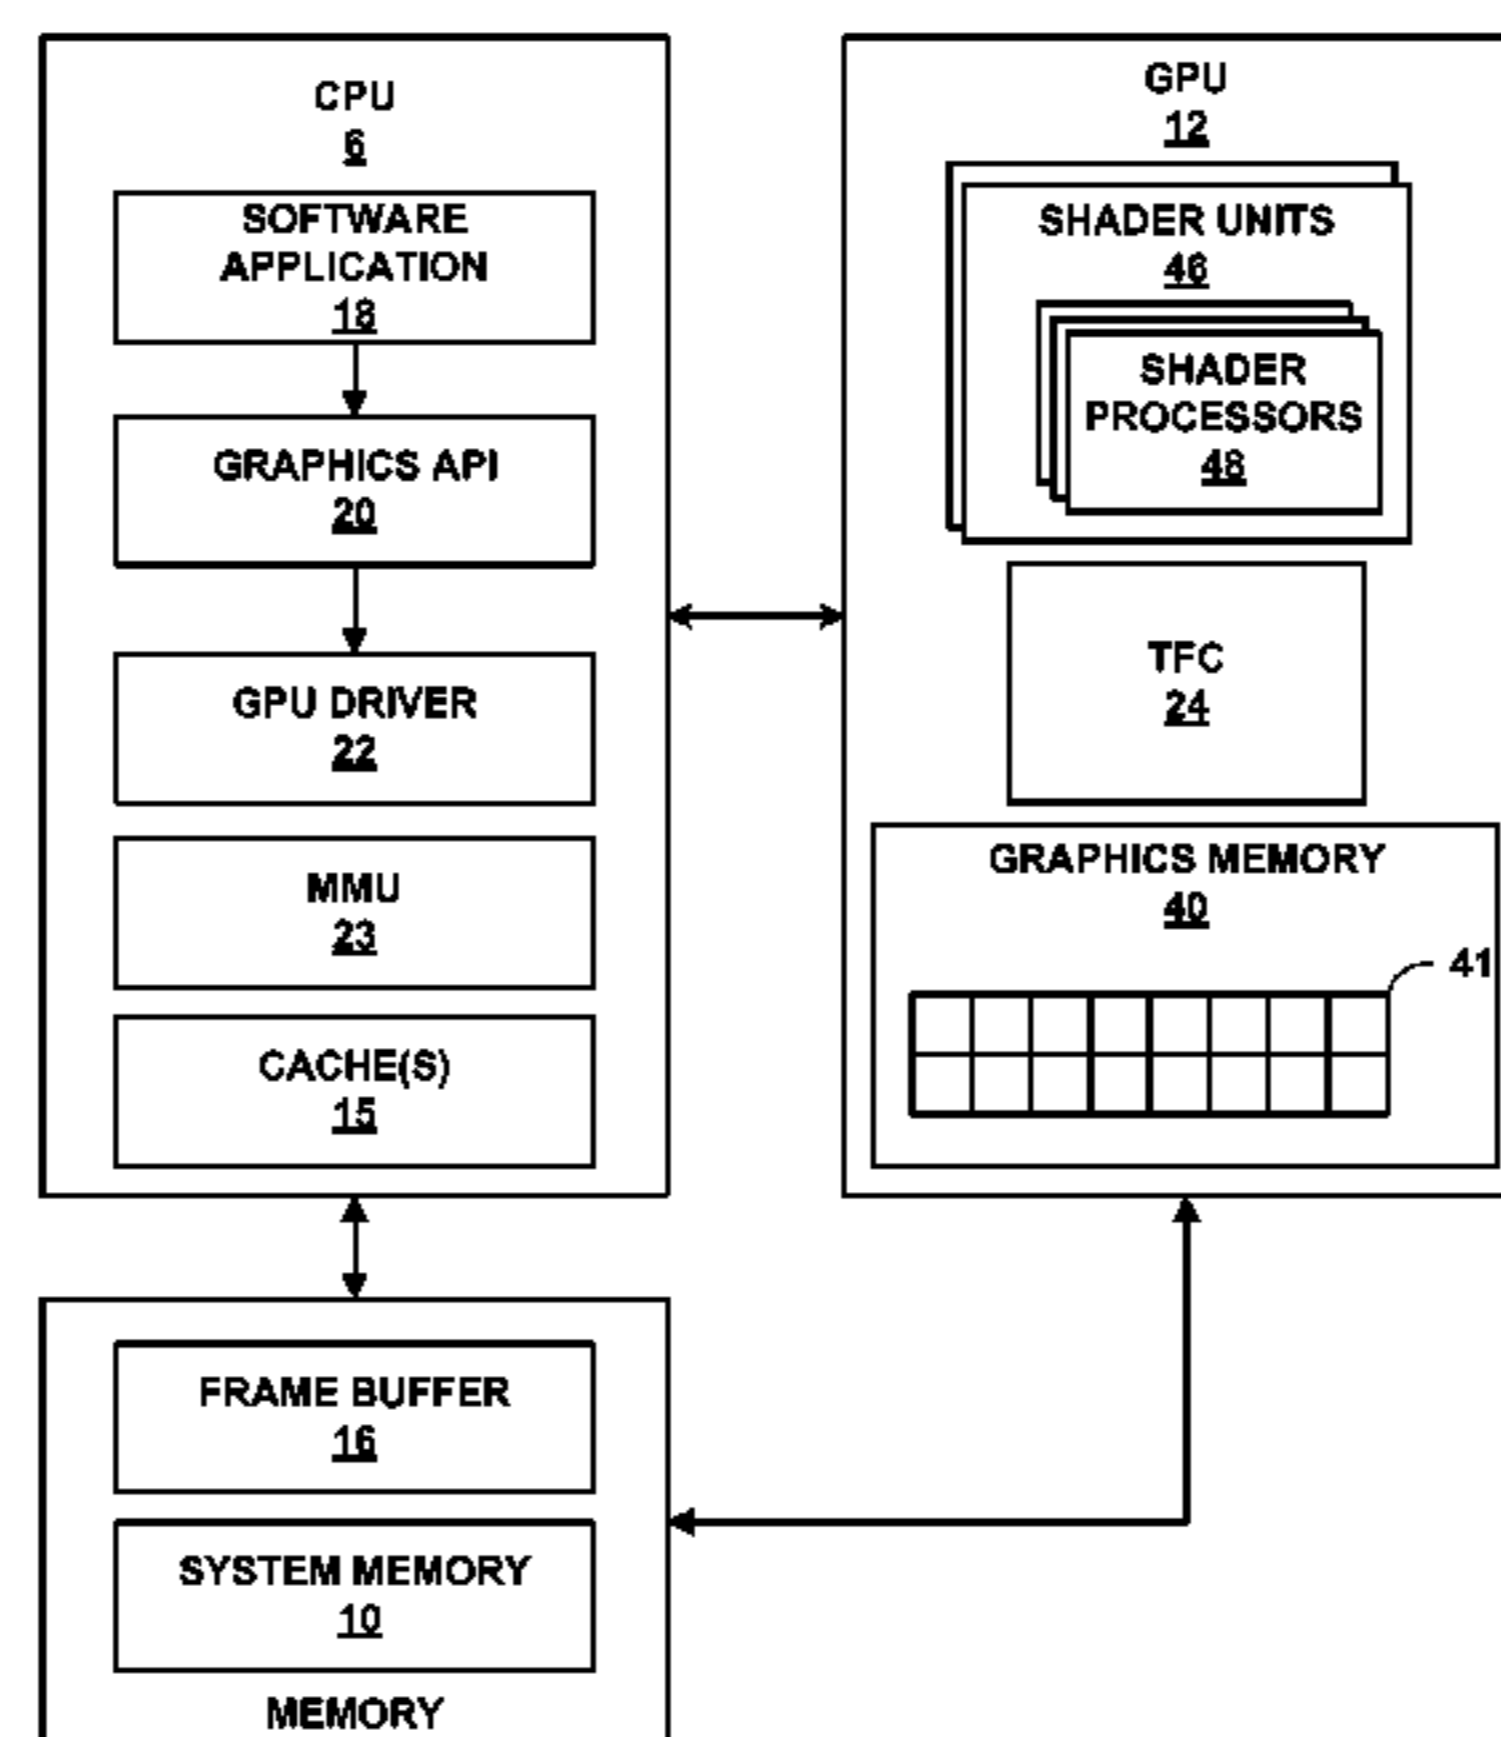 CPU
6
SOFTWARE
APPLICATION
18
GRAPHICS API
20
GPU DRIVER
22
MMU
23
CACHE(S)
15
FRAME BUFFER
16
SYSTEM MEMORY
10
MEMORY
GPU
12
SHADER UNITS
46
SHADER
PROCESSORS
48
TFC
24
GRAPHICS MEMORY
40
41